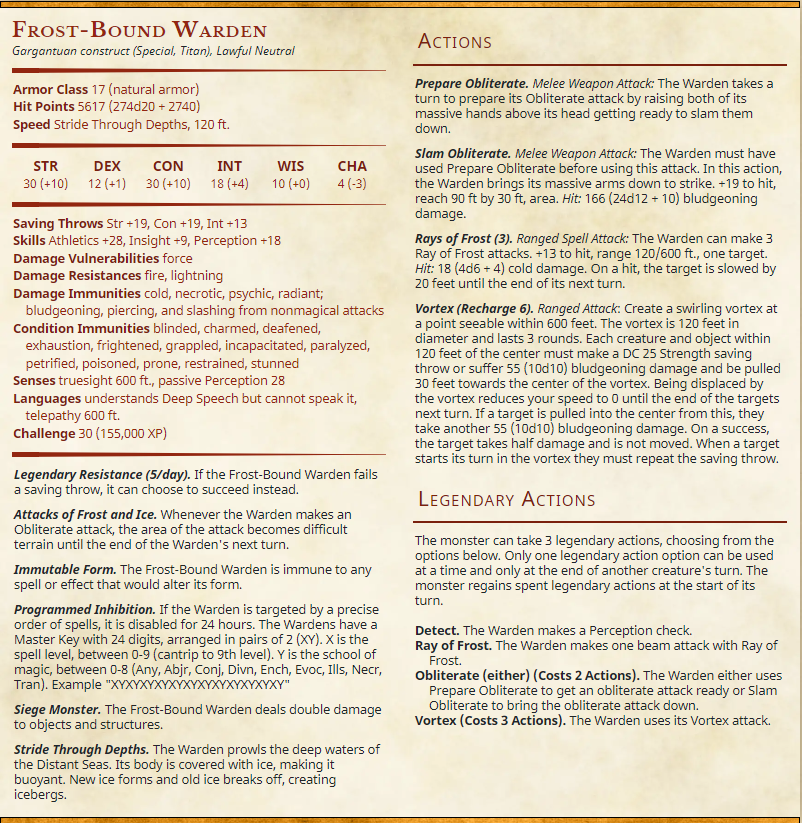 Frost-Bound Warden
Gargantuan construct (Special, Titan), Lawful Neutral
Armor Class 17 (natural armor)
Hit Points 5617 (274d20 + 2740)
Speed Stride Through Depths, 120 ft.
STR DEX CON INT WIS CHA
30 (+10) 12 (+1) 30 (+10) 18 (+4) 10 (+0) 4 (-3)
Saving Throws Str +19, Con +19, Int +13
Skills Athletics +28, Insight +9, Perception +18
Damage Vulnerabilities force
Damage Resistances fire, lightning
Damage Immunities cold, necrotic, psychic, radiant;
bludgeoning, piercing, and slashing from nonmagical attacks
Condition Immunities blinded, charmed, deafened,
exhaustion, frightened, grappled, incapacitated, paralyzed,
petrified, poisoned, prone, restrained, stunned
Senses truesight 600 ft., passive Perception 28
Languages understands Deep Speech but cannot speak it,
telepathy 600 ft.
Challenge 30 (155,000 XP)
Legendary Resistance (5/day). If the Frost-Bound Warden fails
a saving throw, it can choose to succeed instead.
Attacks of Frost and Ice. Whenever the Warden makes an
Obliterate attack, the area of the attack becomes difficult
terrain until the end of the Warden's next turn.
Immutable Form. The Frost-Bound Warden is immune to any
spell or effect that would alter its form.
Programmed Inhibition. If the Warden is targeted by a precise
order of spells, it is disabled for 24 hours. The Wardens have a
Master Key with 24 digits, arranged in pairs of 2 (XY). X is the
spell level, between 0-9 (cantrip to 9th level). Y is the school of
magic, between 0-8 (Any, Abjr, Conj, Divn, Ench, Evoc, Ills, Necr,
Tran). Example "XYXYXYXYXYXYXYXYXYXYXYXY"
Siege Monster. The Frost-Bound Warden deals double damage
to objects and structures.
Stride Through Depths. The Warden prowls the deep waters of
the Distant Seas. Its body is covered with ice, making it
buoyant. New ice forms and old ice breaks off, creating
icebergs.
Actions
Prepare Obliterate. Melee Weapon Attack: The Warden takes a
turn to prepare its Obliterate attack by raising both of its
massive hands above its head getting ready to slam them
down.
Slam Obliterate. Melee Weapon Attack: The Warden must have
used Prepare Obliterate before using this attack. In this action,
the Warden brings its massive arms down to strike. +19 to hit,
reach 90 ft by 30 ft, area. Hit: 166 (24d12 + 10) bludgeoning
damage.
Rays of Frost (3). Ranged Spell Attack: The Warden can make 3
Ray of Frost attacks. +13 to hit, range 120/600 ft., one target.
Hit: 18 (4d6 + 4) cold damage. On a hit, the target is slowed by
20 feet until the end of its next turn.
Vortex (Recharge 6). Ranged Attack: Create a swirling vortex at
a point seeable within 600 feet. The vortex is 120 feet in
diameter and lasts 3 rounds. Each creature and object within
120 feet of the center must make a DC 25 Strength saving
throw or suffer 55 (10d10) bludgeoning damage and be pulled
30 feet towards the center of the vortex. Being displaced by
the vortex reduces your speed to 0 until the end of the targets
next turn. If a target is pulled into the center from this, they
take another 55 (10d10) bludgeoning damage. On a success,
the target takes half damage and is not moved. When a target
starts its turn in the vortex they must repeat the saving throw.
Legendary Actions
The monster can take 3 legendary actions, choosing from the
options below. Only one legendary action option can be used
at a time and only at the end of another creature's turn. The
monster regains spent legendary actions at the start of its
turn.
Detect. The Warden makes a Perception check.
Ray of Frost. The Warden makes one beam attack with Ray of
Frost.
Obliterate (either) (Costs 2 Actions). The Warden either uses
Prepare Obliterate to get an obliterate attack ready or Slam
Obliterate to bring the obliterate attack down.
Vortex (Costs 3 Actions). The Warden uses its Vortex attack.